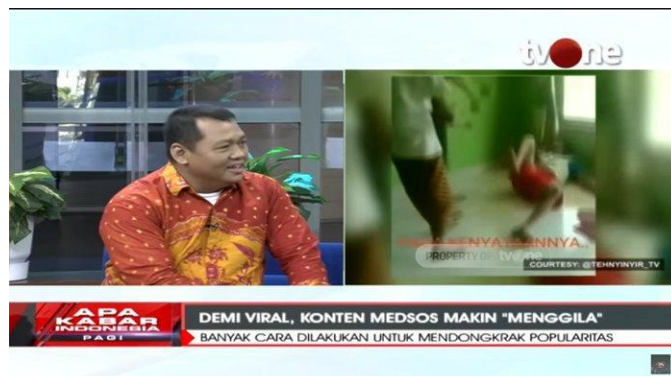 tvOne
KENYATAANNYA..
PROPERTY OF tvOne
COURTESY: @TEHNYINYIR_TV
APA
KABAR
INDONESIA
PAGI
DEMI VIRAL, KONTEN MEDSOS MAKIN "MENGGILA"
BANYAK CARA DILAKUKAN UNTUK MENDONGKRAK POPULARITAS